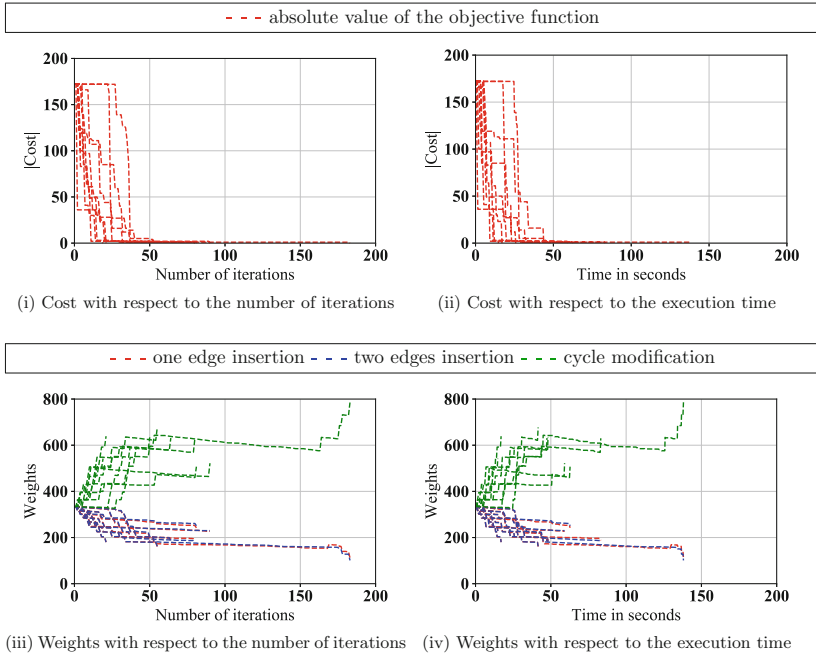 absolute value of the objective function
200
150
100
50
0
|Cost|
0 50 100 150 200
Number of iterations
200
150
100
50
0
|Cost|
0 50 100 150 200
Time in seconds
(i) Cost with respect to the number of iterations
(ii) Cost with respect to the execution time
one edge insertion two edges insertion cycle modification
800
600
400
200
0
Weights
0 50 100 150 200
Number of iterations
800
600
400
200
0
Weights
0 50 100 150 200
Time in seconds
(iii) Weights with respect to the number of iterations
(iv) Weights with respect to the execution time